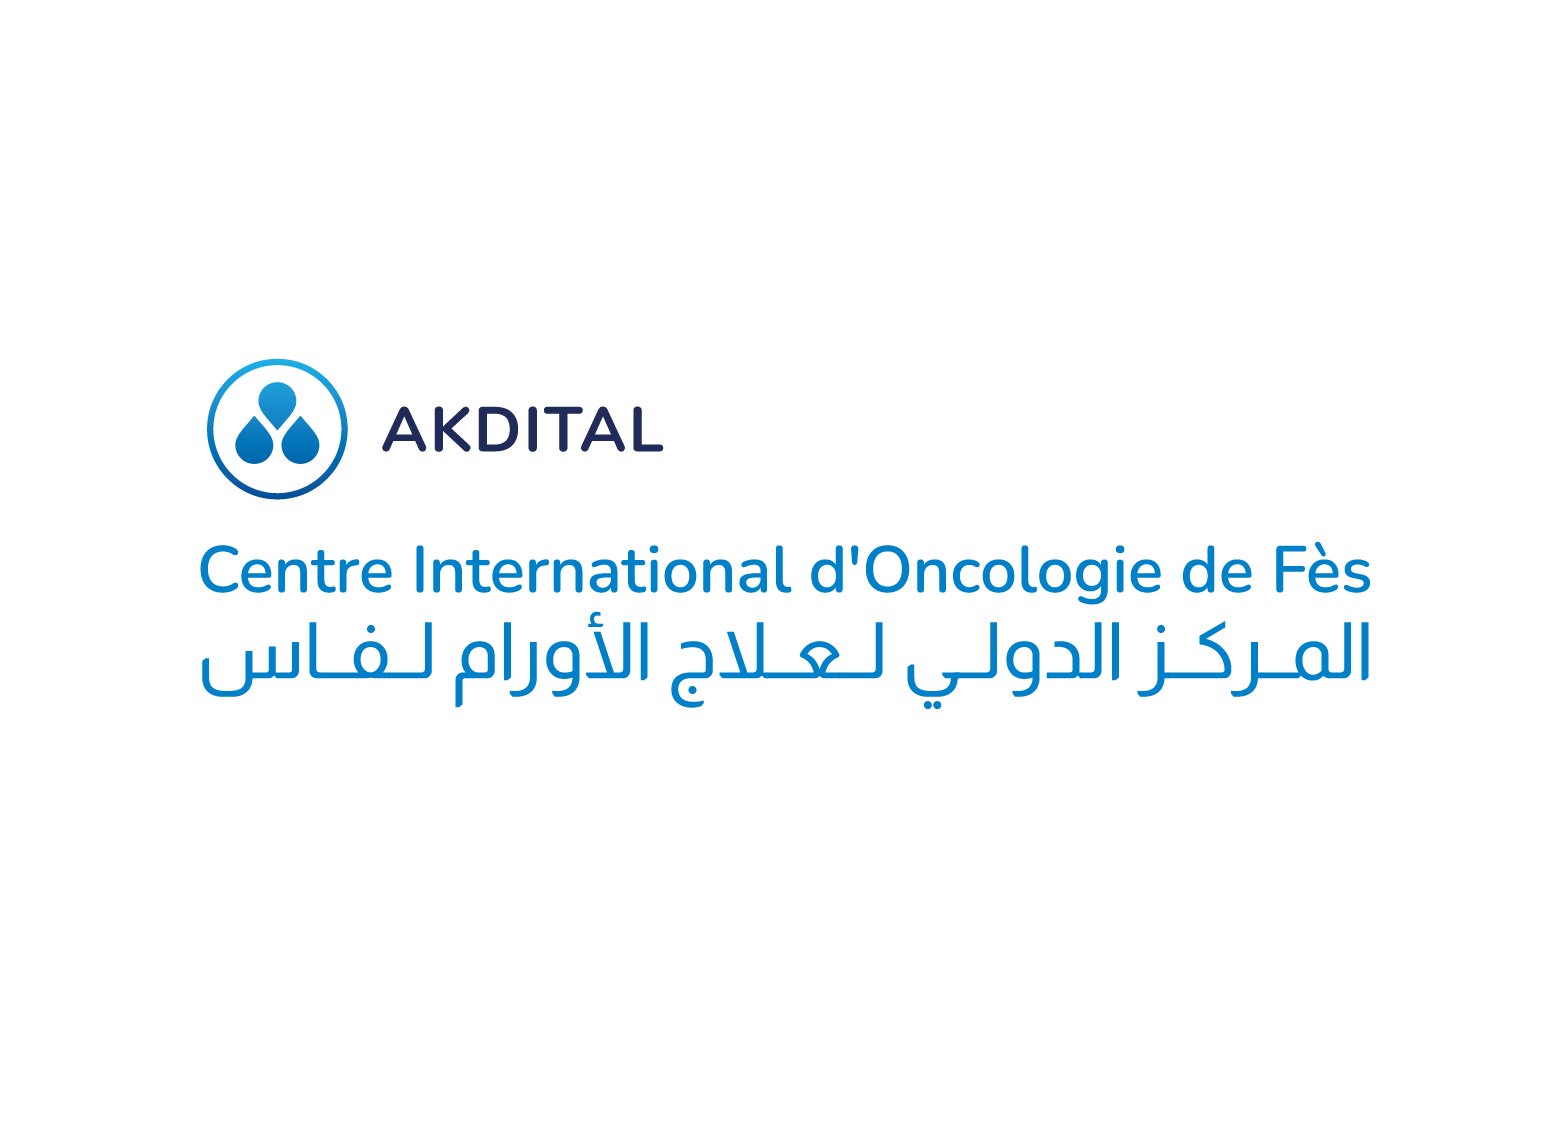 AKDITAL
Centre International d'Oncologie de Fès
المركز الدولي لعلاج الأورام لفاس